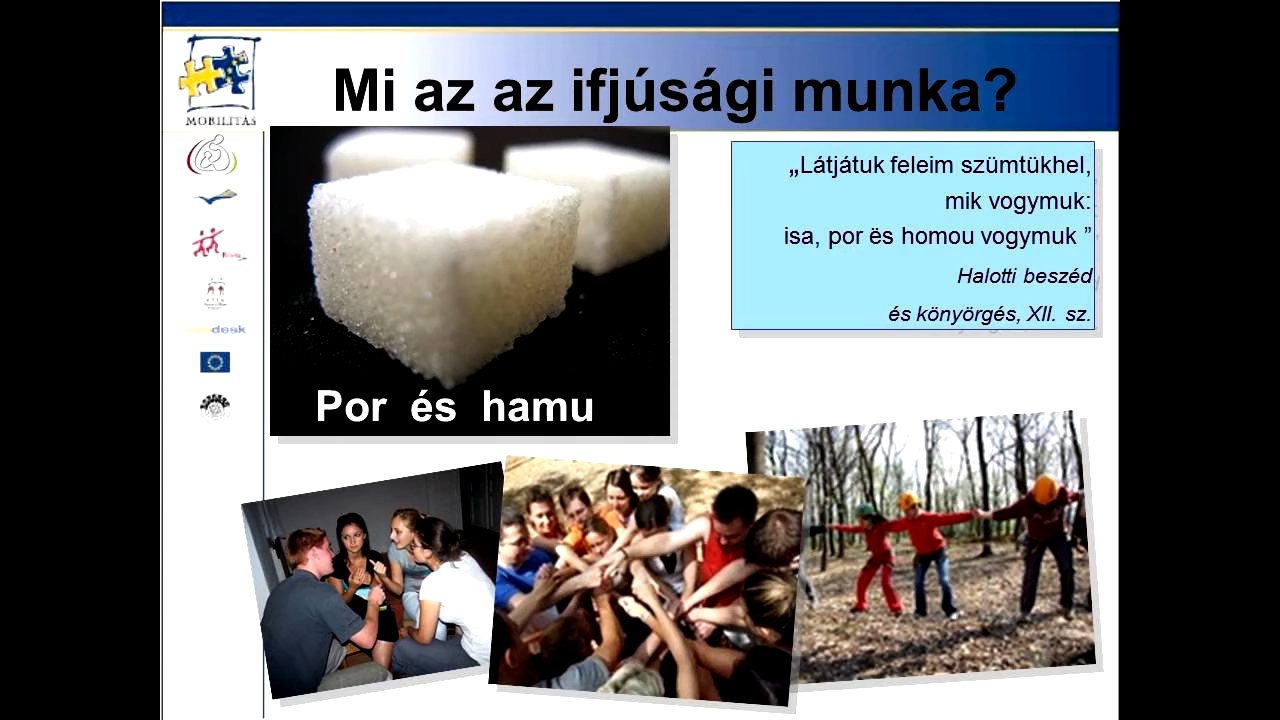 Mi az az ifjúsági munka?
MOBILITÁS
„Látjátuk feleim szümtükhel,
mik vogymuk:
isa, por ës homou vogymuk ”
Halotti beszéd
és könyörgés, XII. sz.
Por és hamu
desk